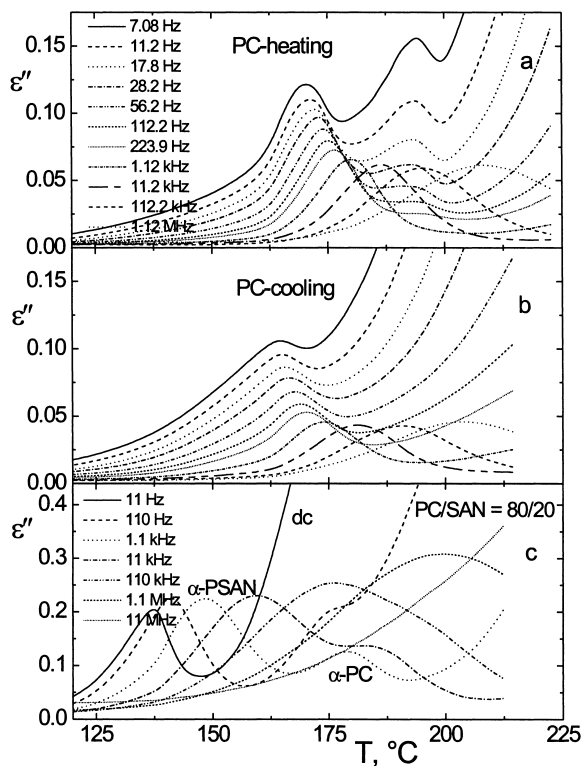 0.15
PC-heating
a
ε''
0.10
0.05
0.00
7.08 Hz
11.2 Hz
17.8 Hz
28.2 Hz
56.2 Hz
112.2 Hz
223.9 Hz
1.12 kHz
11.2 kHz
112.2 kHz
1.12 MHz
0.15
PC-cooling
b
ε''
0.10
0.05
0.00
0.4
ε''
0.3
0.2
0.1
0.0
11 Hz
110 Hz
1.1 kHz
11 kHz
110 kHz
1.1 MHz
11 MHz
dc
PC/SAN = 80/20
c
α-PSAN
α-PC
125 150 175 200 225
T, °C